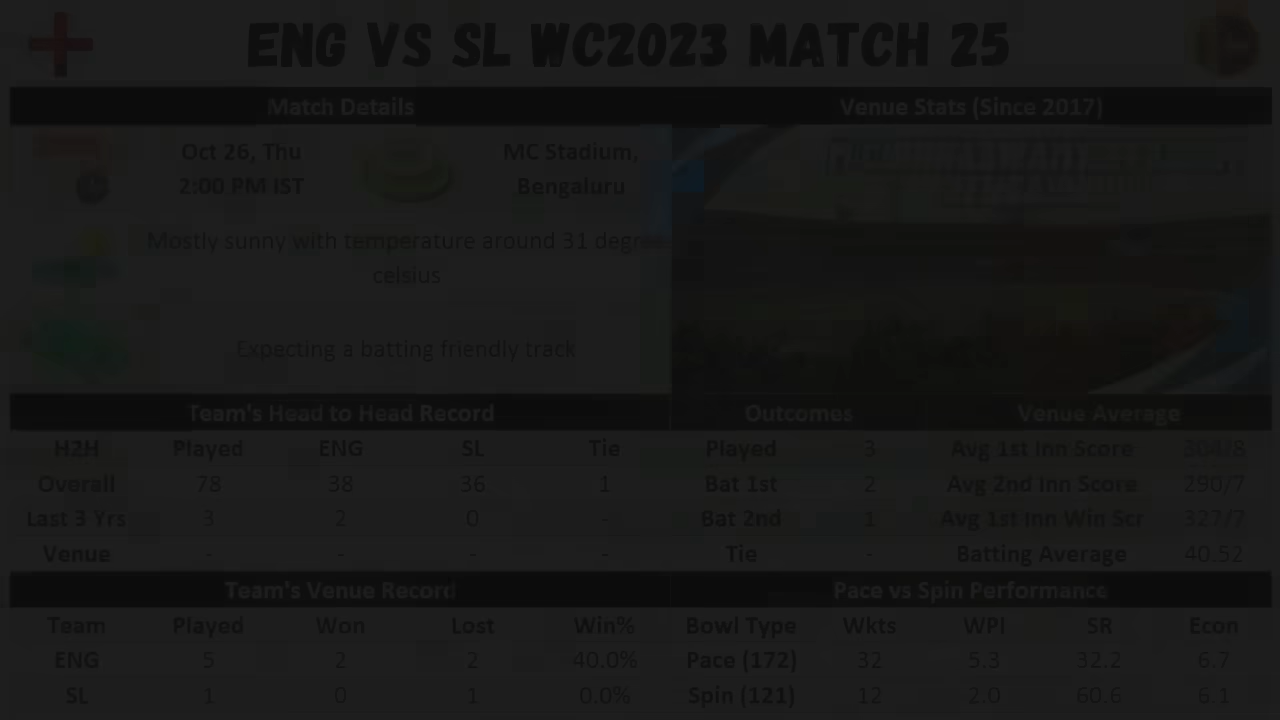 ENG VS SL WC2023 MATCH 25
Match Details
Venue Stats (Since 2017)
Oct 26, Thu
2:00 PM IST
MC Stadium,
Bengaluru
Mostly sunny with temperature around 31 degre
celsius
Expecting a batting friendly track
Team's Head to Head Record
H2H Played ENG SL Tie
Overall 78 38 36 1
Last 3 Yrs 3 2 0 -
Venue - - - -
Outcomes
Played 3
Bat 1st 2
Bat 2nd 1
Tie -
Venue Average
Avg 1st Inn Score 304/8
Avg 2nd Inn Score 290/7
Avg 1st Inn Win Scr 327/7
Batting Average 40.52
Team's Venue Record
Team Played Won Lost Win%
ENG 5 2 2 40.0%
SL 1 0 1 0.0%
Pace vs Spin Performance
Bowl Type Wkts WPI SR Econ
Pace (172) 32 5.3 32.2 6.7
Spin (121) 12 2.0 60.6 6.1